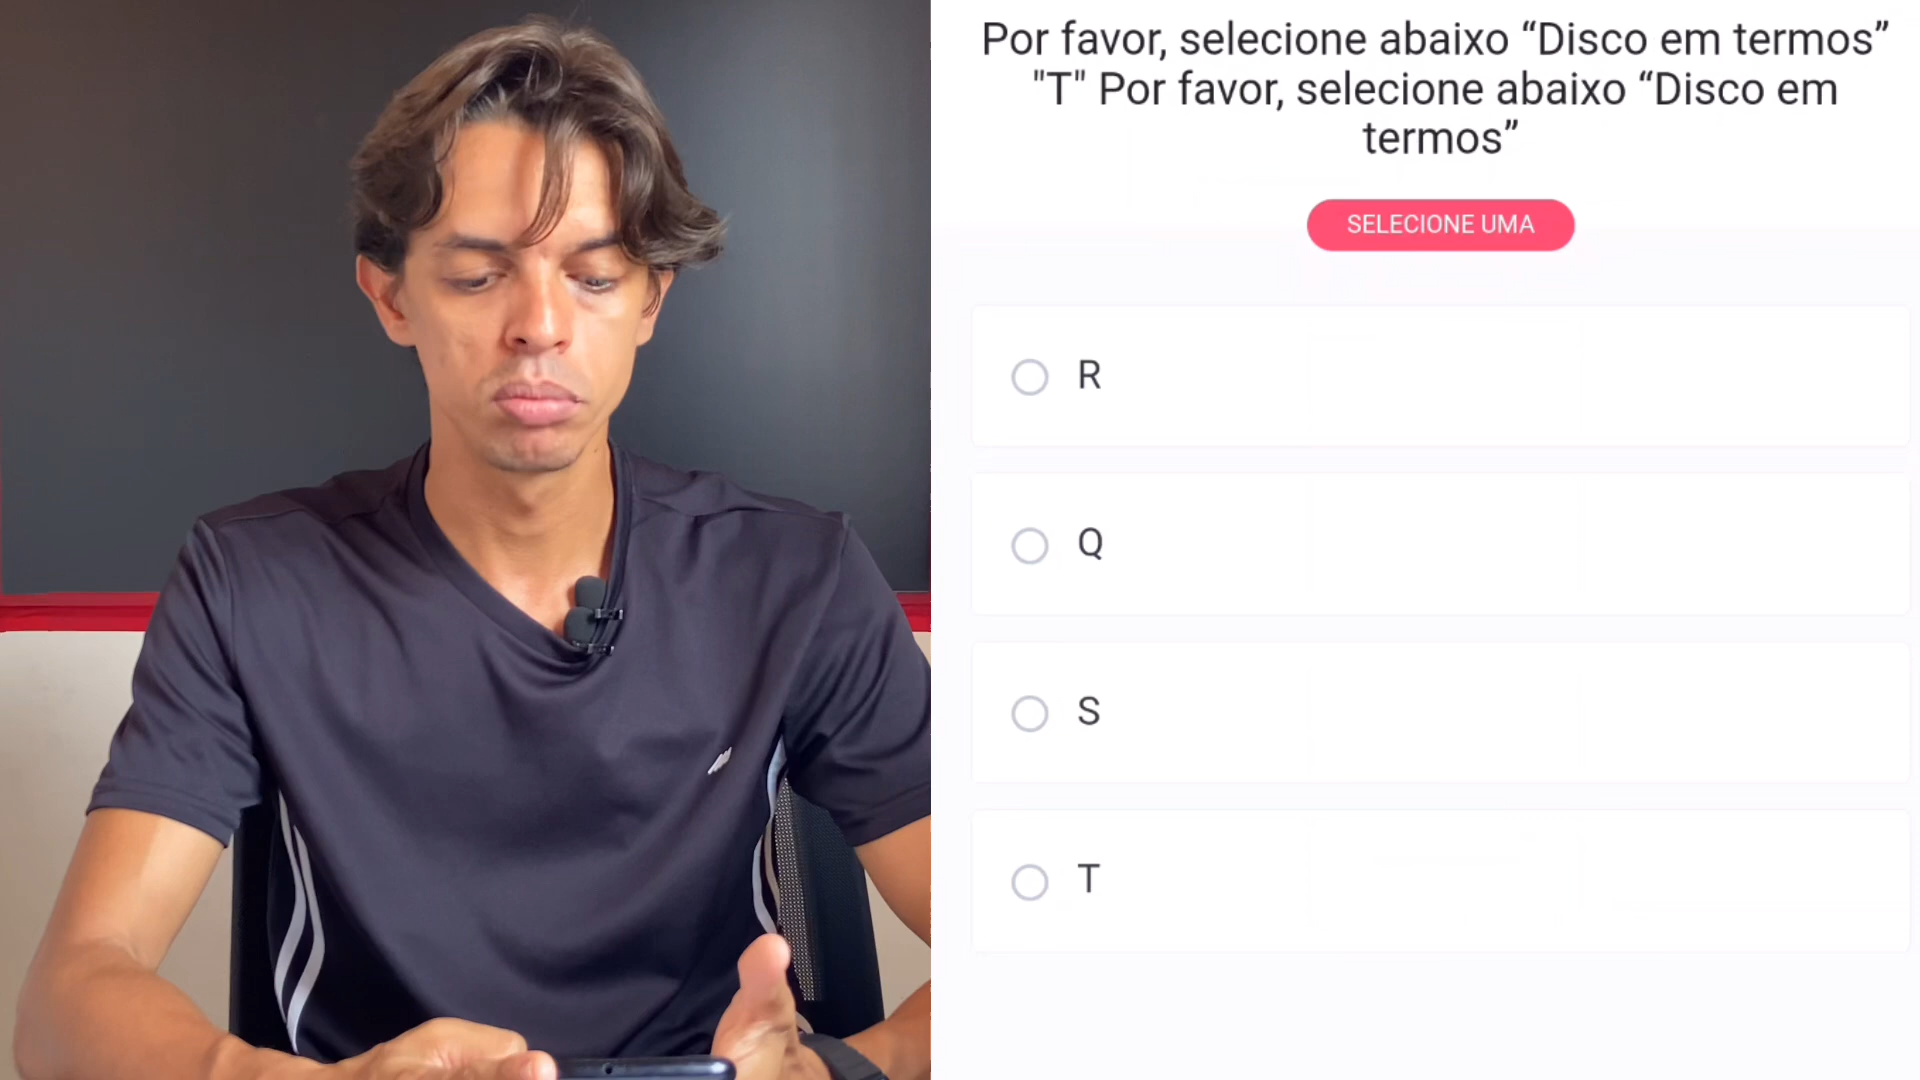 Por favor, selecione abaixo “Disco em termos”
"T" Por favor, selecione abaixo “Disco em
termos”
SELECIONE UMA
R
Q
S
T